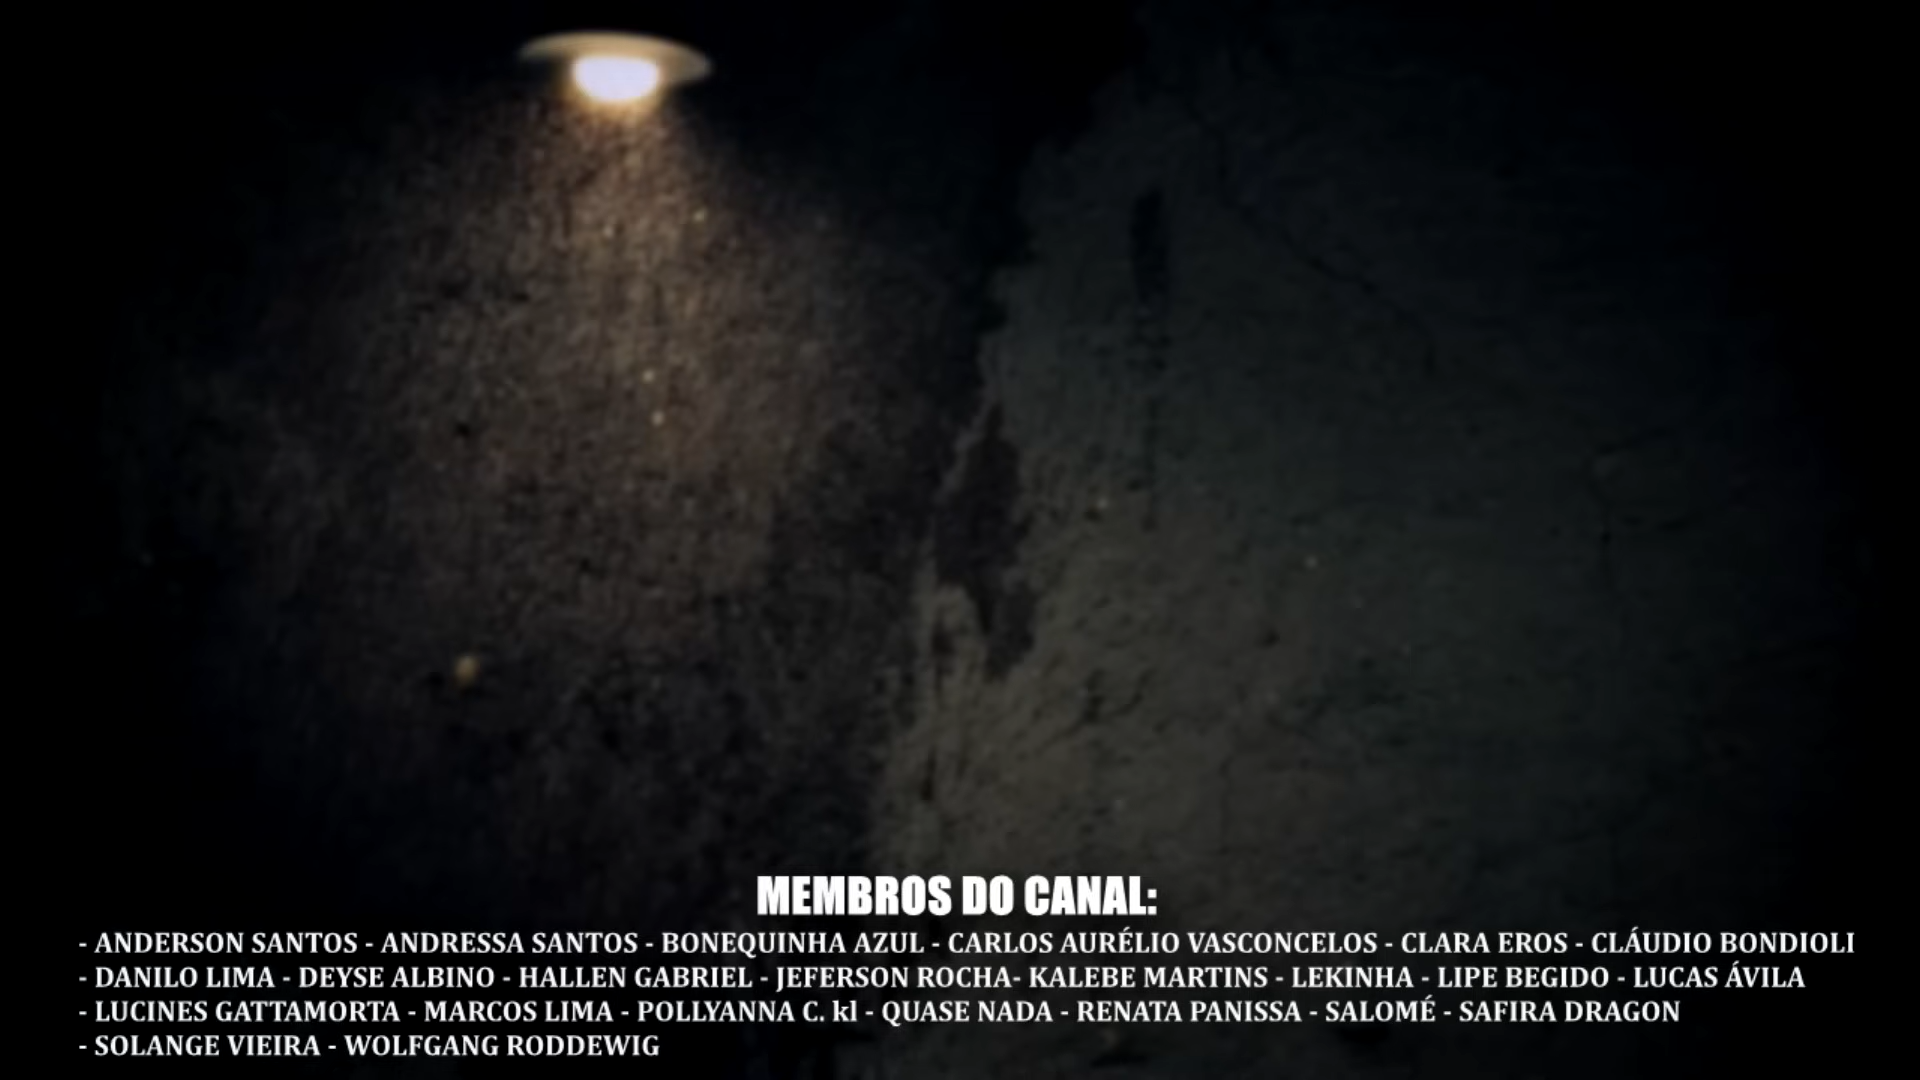 MEMBROS DO CANAL:
- ANDERSON SANTOS - ANDRESSA SANTOS - BONEQUINHA AZUL - CARLOS AURÉLIO VASCONCELOS - CLARA EROS - CLÁUDIO BONDIOLI
- DANILO LIMA - DEYSE ALBINO - HALLEN GABRIEL - JEFERSON ROCHA- KALEBE MARTINS - LEKINHA - LIPE BEGIDO - LUCAS ÁVILA
- LUCINES GATTAMORTA - MARCOS LIMA - POLLYANNA C. kl - QUASE NADA - RENATA PANISSA - SALOMÉ - SAFIRA DRAGON
- SOLANGE VIEIRA - WOLFGANG RODDEWIG